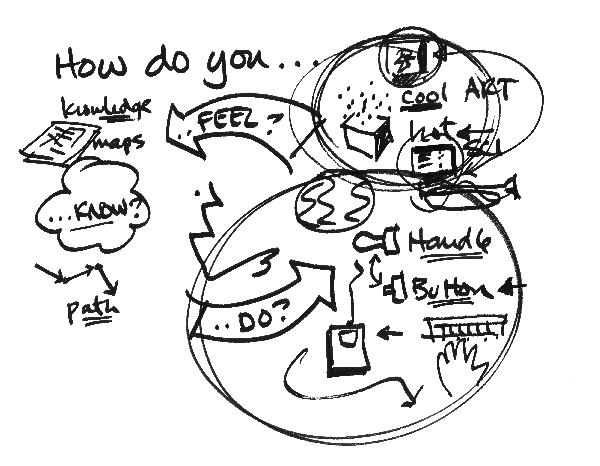 How do you...
knowledge
maps
...KNOW?
path
..FEEL?
cool
ART
hot
..DO?
Handle
Button